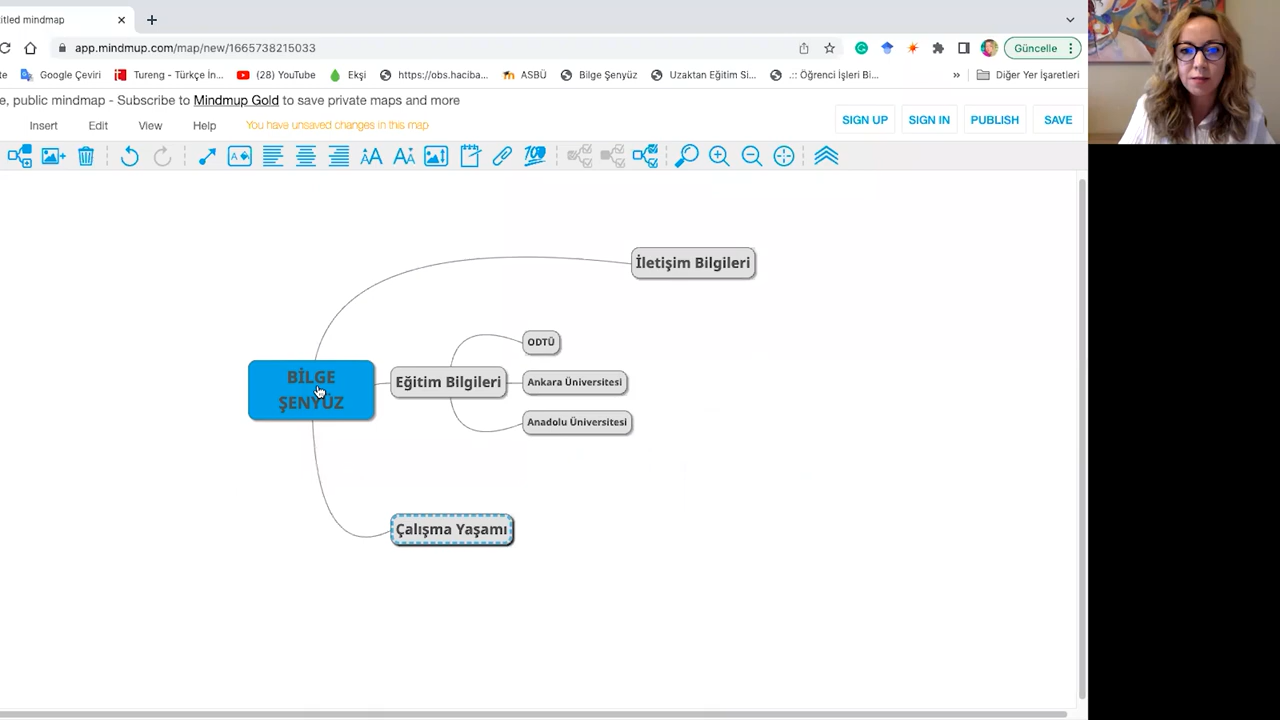 titled mindmap
app.mindmup.com/map/new/1665738215033
Güncelle
te Google Çeviri Tureng - Türkçe İn... (28) YouTube Ekşi https://obs.haciba... ASBÜ Bilge Şenyüz Uzaktan Eğitim Si... .:: Öğrenci İşleri Bi... » Diğer Yer İşaretleri
e, public mindmap - Subscribe to Mindmup Gold to save private maps and more
Insert Edit View Help You have unsaved changes in this map
SIGN UP SIGN IN PUBLISH SAVE
İletişim Bilgileri
ODTÜ
BİLGE
ŞENYÜZ
Eğitim Bilgileri
Ankara Üniversitesi
Anadolu Üniversitesi
Çalışma Yaşamı